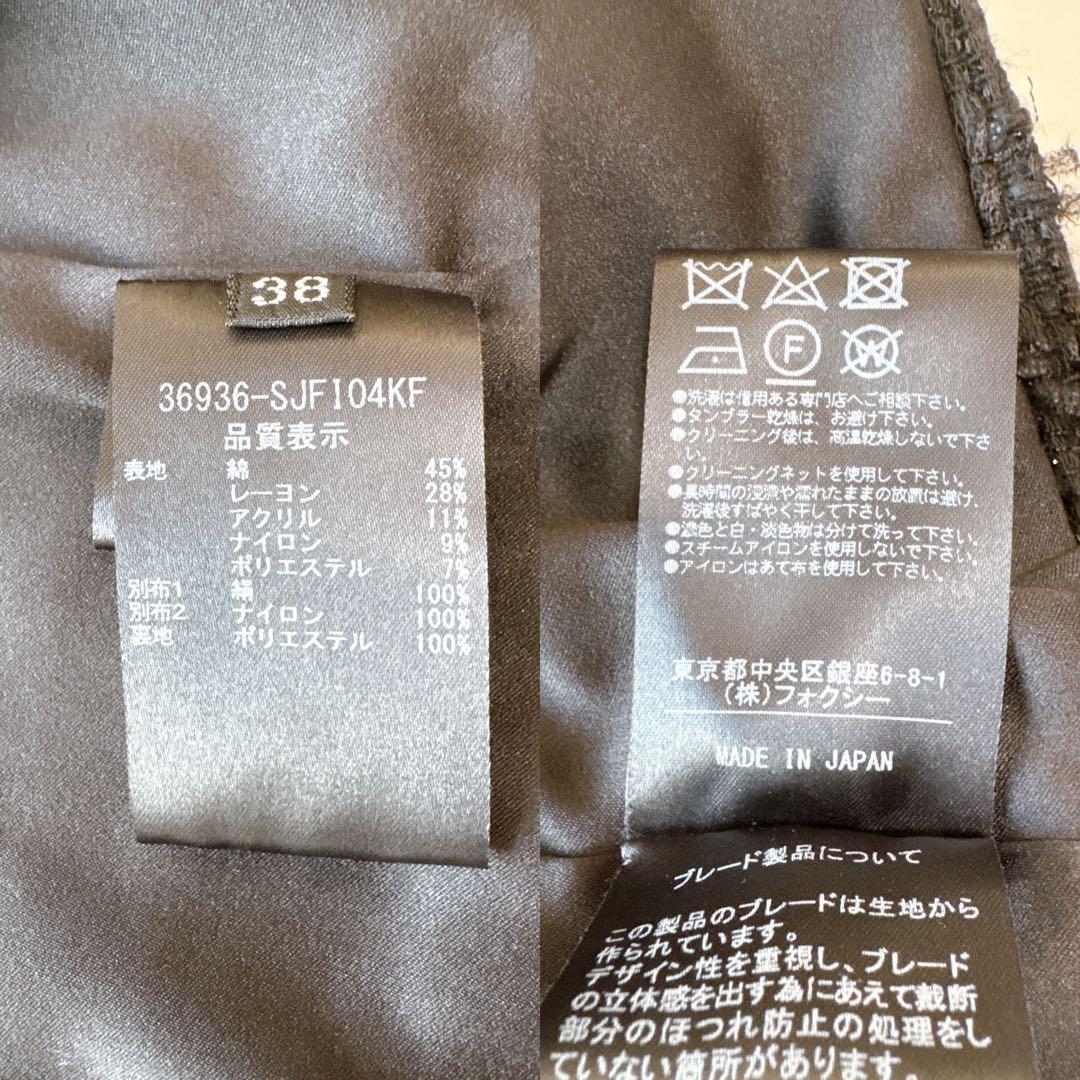 38
36936-SJFI04KF
品質表示
表地 綿 45%
レーヨン 28%
アクリル 11%
ナイロン 9%
ポリエステル 7%
別布1 絹 100%
別布2 ナイロン 100%
裏地 ポリエステル 100%
F
W
●洗濯は信用ある専門店へご相談下さい。
●タンブラー乾燥は、お避け下さい。
●クリーニング後は、高温乾燥しないで下さ
い。
●クリーニングネットを使用して下さい。
●長時間の浸漬や濡れたままの放置は避け、
洗濯後すばやく干して下さい。
●濃色と白・淡色物は分けて洗って下さい。
●スチームアイロンを使用しないで下さい。
●アイロンはあて布を使用して下さい。
東京都中央区銀座6-8-1
(株)フォクシー
MADE IN JAPAN
ブレード製品について
この製品のブレードは生地から
作られています。
デザイン性を重視し、ブレード
の立体感を出す為にあえて裁断
部分のほつれ防止の処理をし
ていない箇所があります。